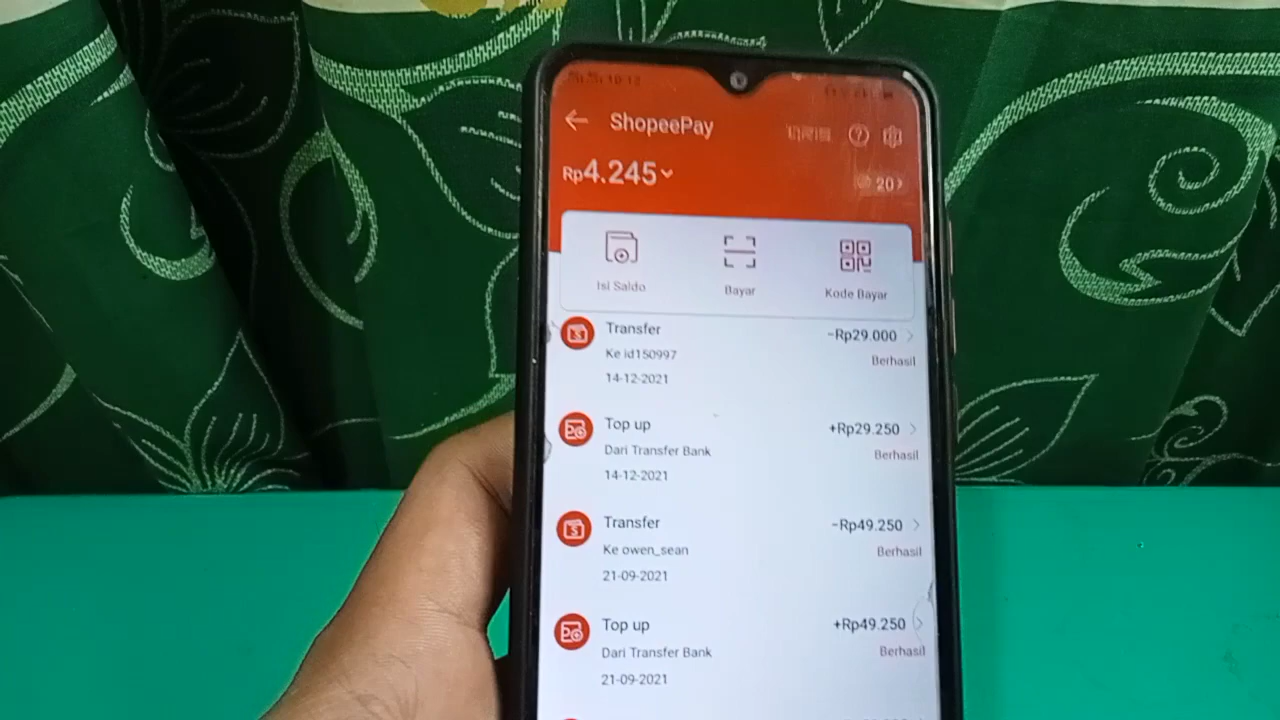 ShopeePay
Rp4.245
20
Isi Saldo
Bayar
Kode Bayar
Transfer
-Rp29.000
Ke id150997
Berhasil
14-12-2021
Top up
+Rp29.250
Dari Transfer Bank
Berhasil
14-12-2021
Transfer
-Rp49.250
Ke owen_sean
Berhasil
21-09-2021
Top up
+Rp49.250
Dari Transfer Bank
Berhasil
21-09-2021